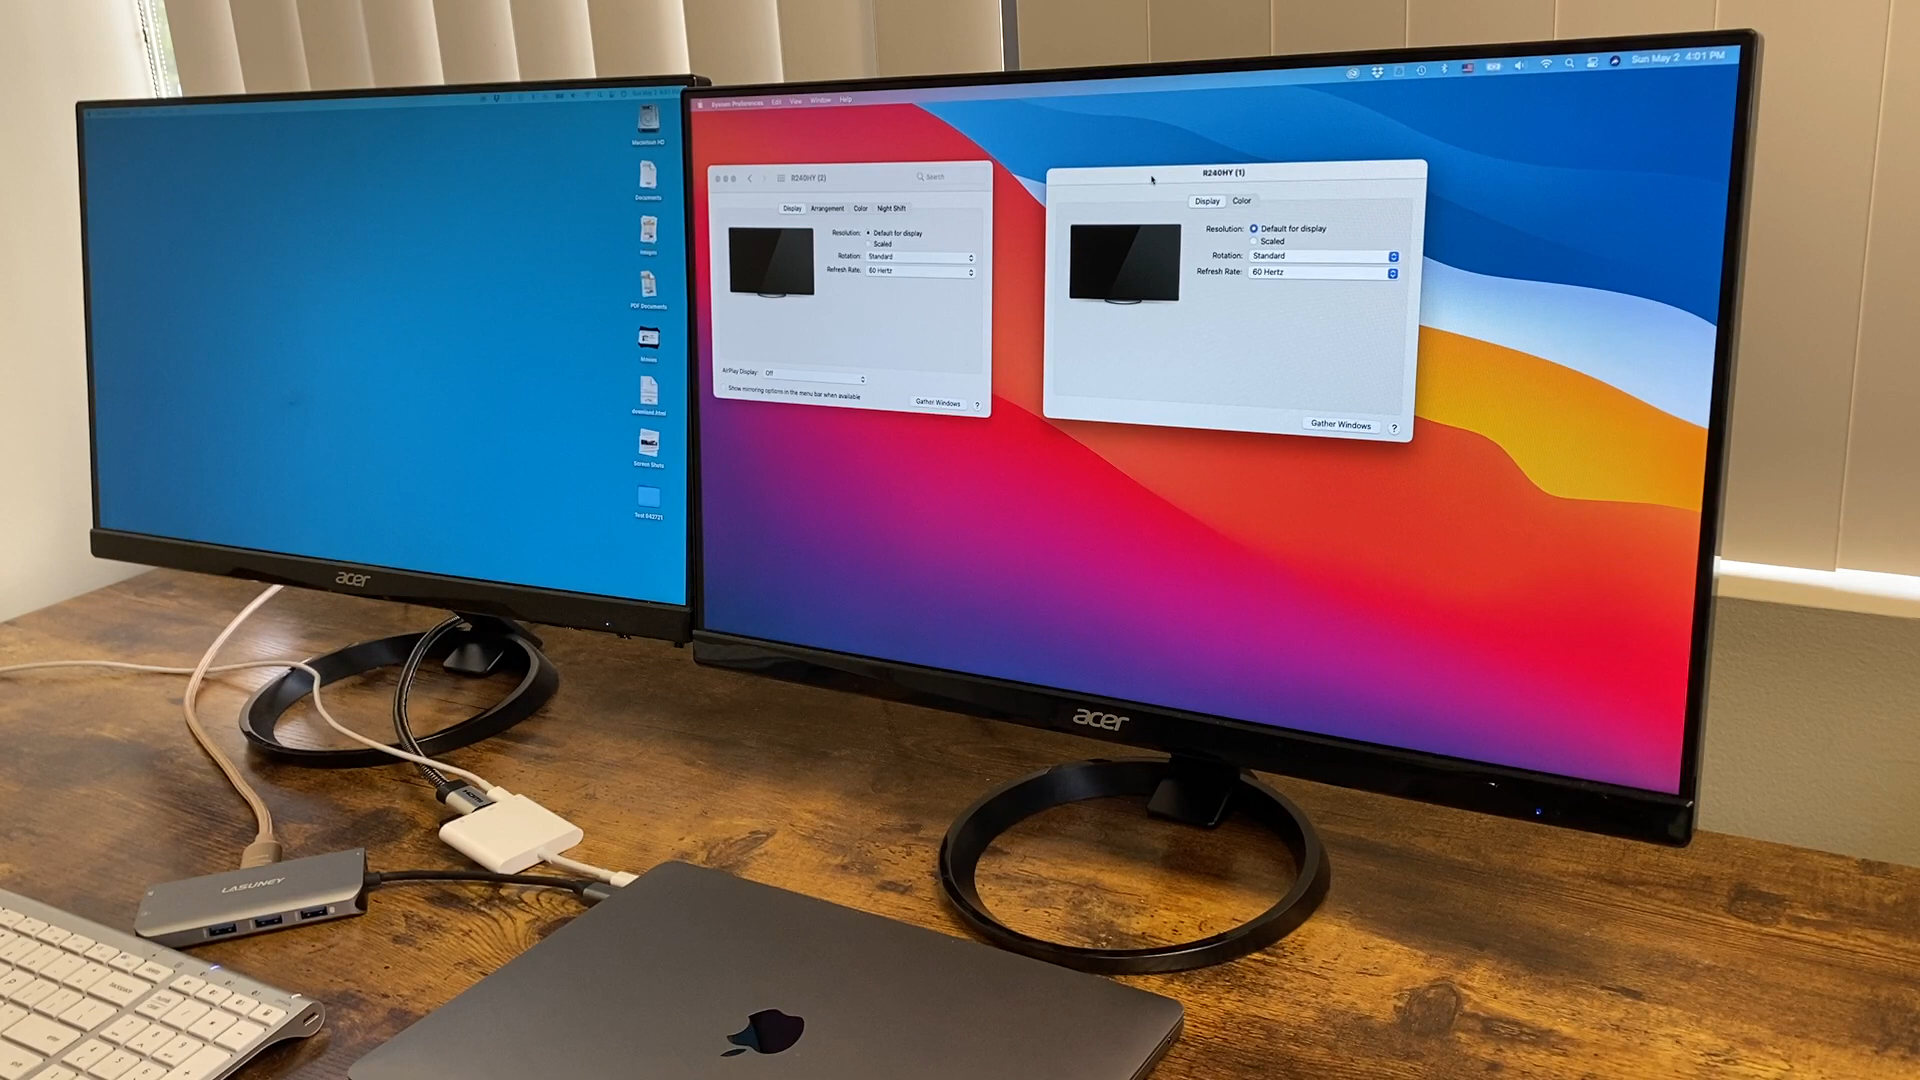 Macintosh HD
Documents
Images
PDF Documents
Movies
download.html
Screen Shots
Test 642721
acer
System Preferences Edit View Window Help
Sun May 2 4:01 PM
R240HY (2)
Search
Display Arrangement Color Night Shift
Resolution: Default for display
Scaled
Rotation: Standard
Refresh Rate: 60 Hertz
AirPlay Display: Off
Show mirroring options in the menu bar when available
Gather Windows ?
R240HY (1)
Display Color
Resolution: Default for display
Scaled
Rotation: Standard
Refresh Rate: 60 Hertz
Gather Windows ?
acer
HDMI
LASUNEY